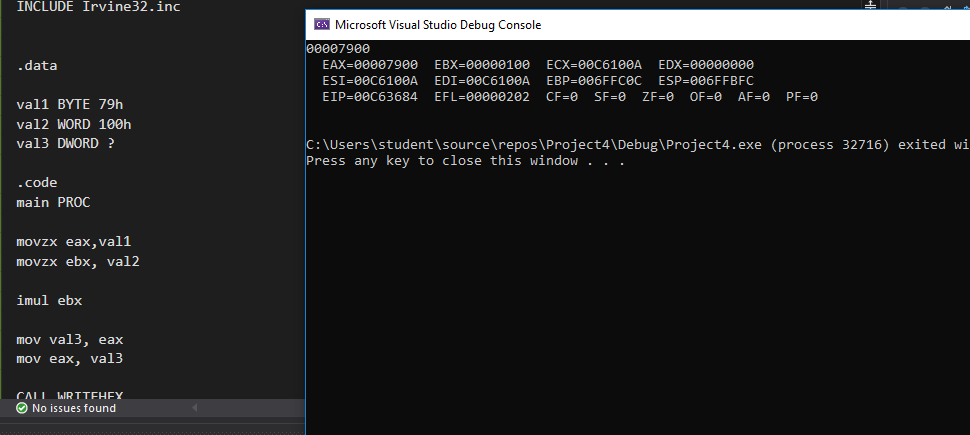 INCLUDE Irvine32.inc
.data
val1 BYTE 79h
val2 WORD 100h
val3 DWORD ?
.code
main PROC
movzx eax,val1
movzx ebx, val2
imul ebx
mov val3, eax
mov eax, val3
CALL WRITEHEX
No issues found
Microsoft Visual Studio Debug Console
00007900
EAX=00007900 EBX=00000100 ECX=00C6100A EDX=00000000
ESI=00C6100A EDI=00C6100A EBP=006FFC0C ESP=006FFBFC
EIP=00C63684 EFL=00000202 CF=0 SF=0 ZF=0 OF=0 AF=0 PF=0
C:\Users\student\source\repos\Project4\Debug\Project4.exe (process 32716) exited wi
Press any key to close this window . . .